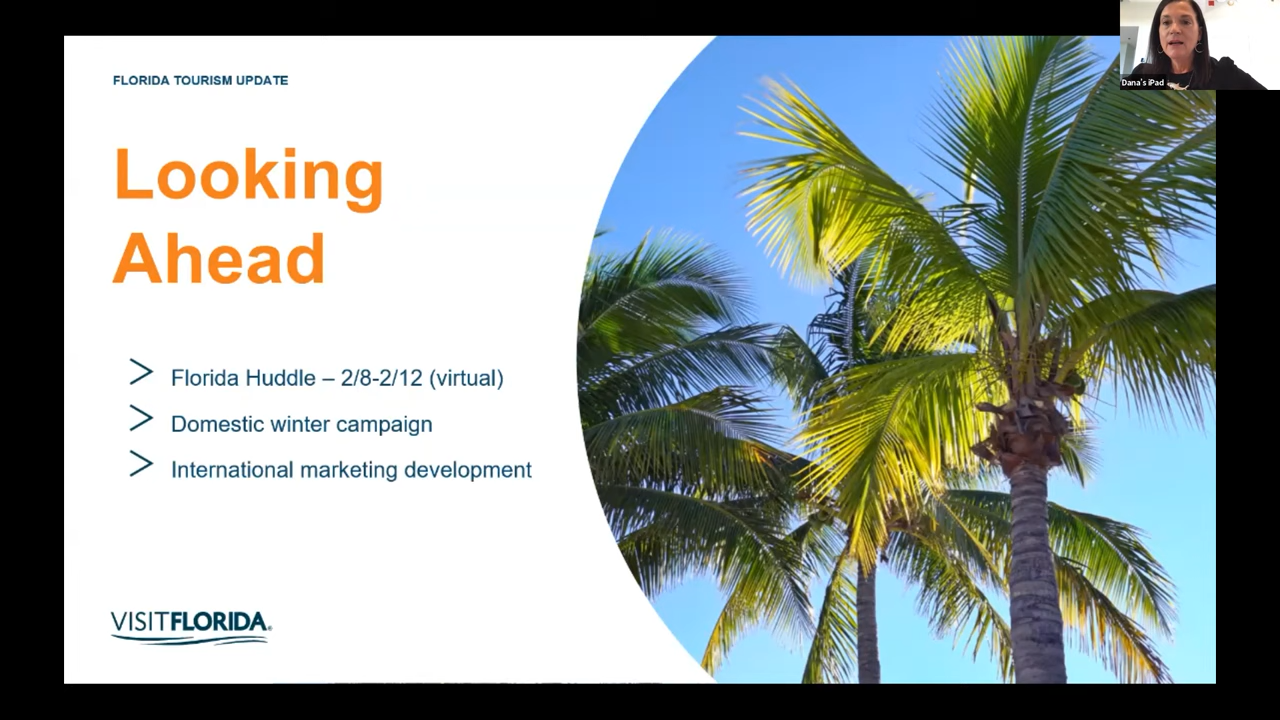 FLORIDA TOURISM UPDATE
Looking
Ahead
Florida Huddle – 2/8-2/12 (virtual)
Domestic winter campaign
International marketing development
VISITFLORIDA®
Dana's iPad